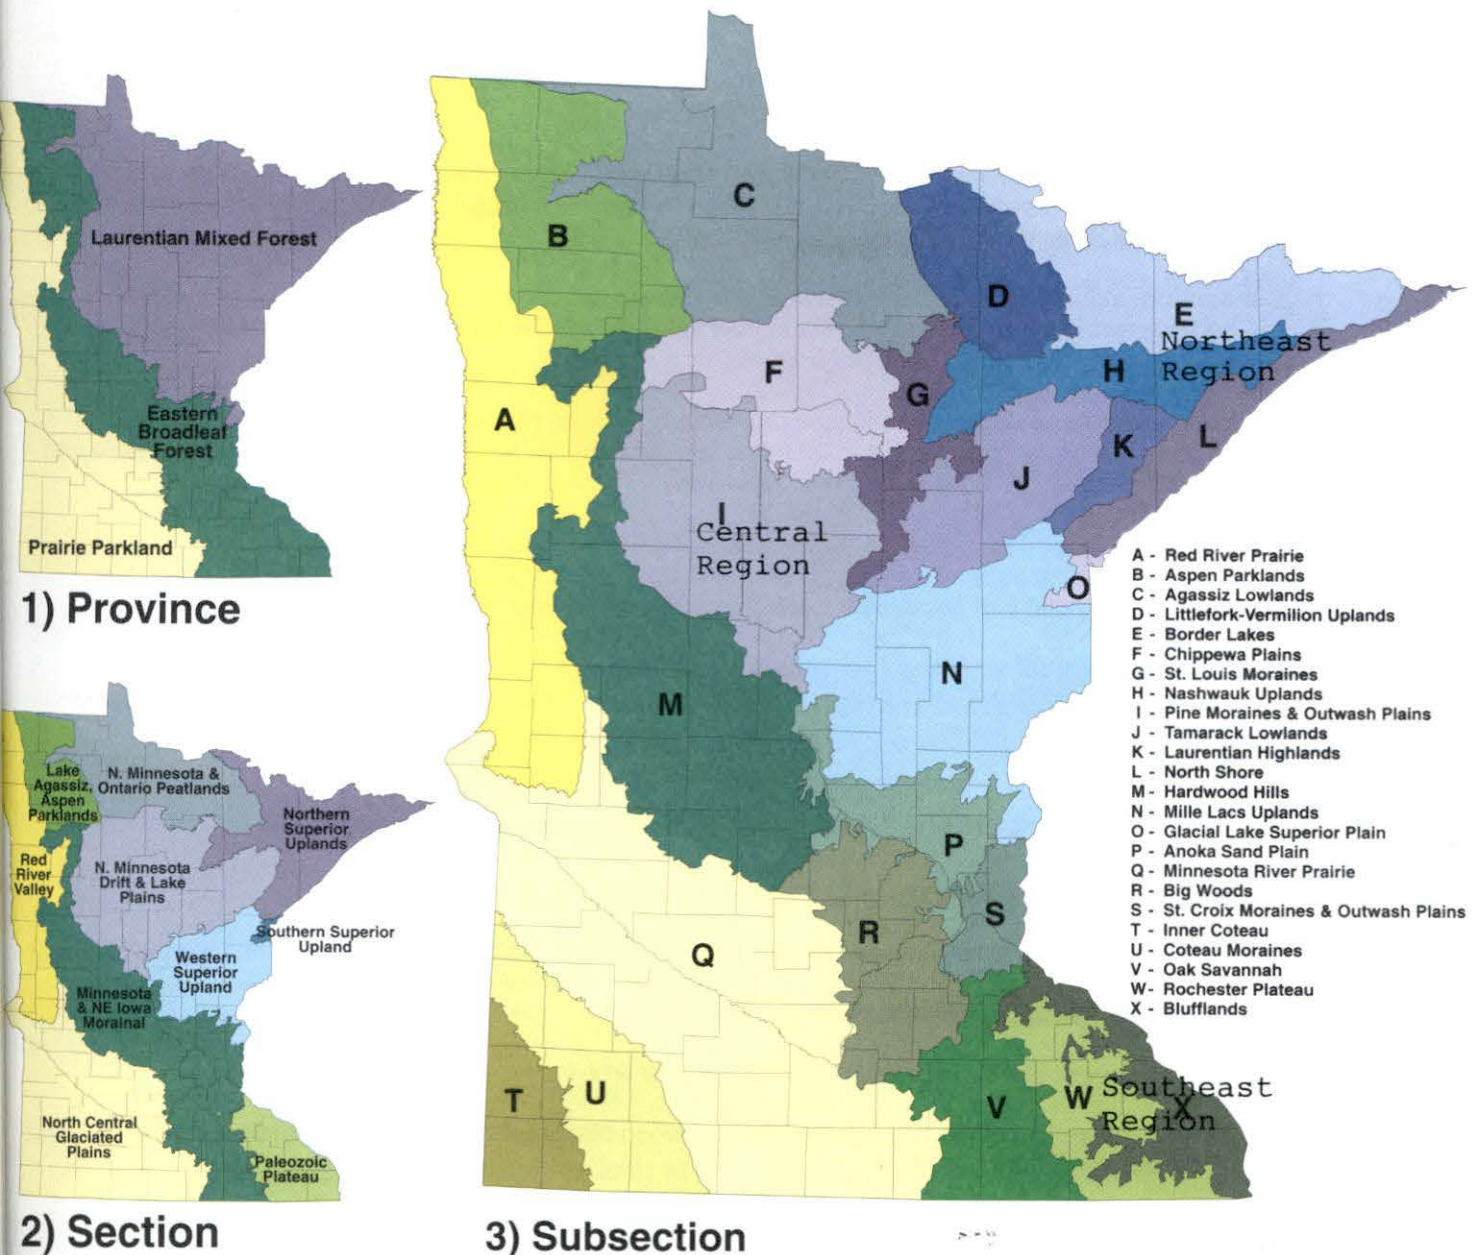 Laurentian Mixed Forest
Eastern
Broadleaf
Forest
Prairie Parkland
1) Province
Lake
Agassiz,
Aspen
Parklands
N. Minnesota &
Ontario Peatlands
Northern
Superior
Uplands
Red
River
Valley
N. Minnesota
Drift & Lake
Plains
Southern Superior
Upland
Western
Superior
Upland
Minnesota
& NE Iowa
Morainal
North Central
Glaciated
Plains
Paleozoic
Plateau
2) Section
C
B
D
E
Northeast
Region
F
H
G
A
K
L
J
I
Central
Region
O
N
M
P
S
R
Q
T
U
V
W
Southeast
Region
X
3) Subsection
A - Red River Prairie
B - Aspen Parklands
C - Agassiz Lowlands
D - Littlefork-Vermilion Uplands
E - Border Lakes
F - Chippewa Plains
G - St. Louis Moraines
H - Nashwauk Uplands
I - Pine Moraines & Outwash Plains
J - Tamarack Lowlands
K - Laurentian Highlands
L - North Shore
M - Hardwood Hills
N - Mille Lacs Uplands
O - Glacial Lake Superior Plain
P - Anoka Sand Plain
Q - Minnesota River Prairie
R - Big Woods
S - St. Croix Moraines & Outwash Plains
T - Inner Coteau
U - Coteau Moraines
V - Oak Savannah
W- Rochester Plateau
X - Blufflands